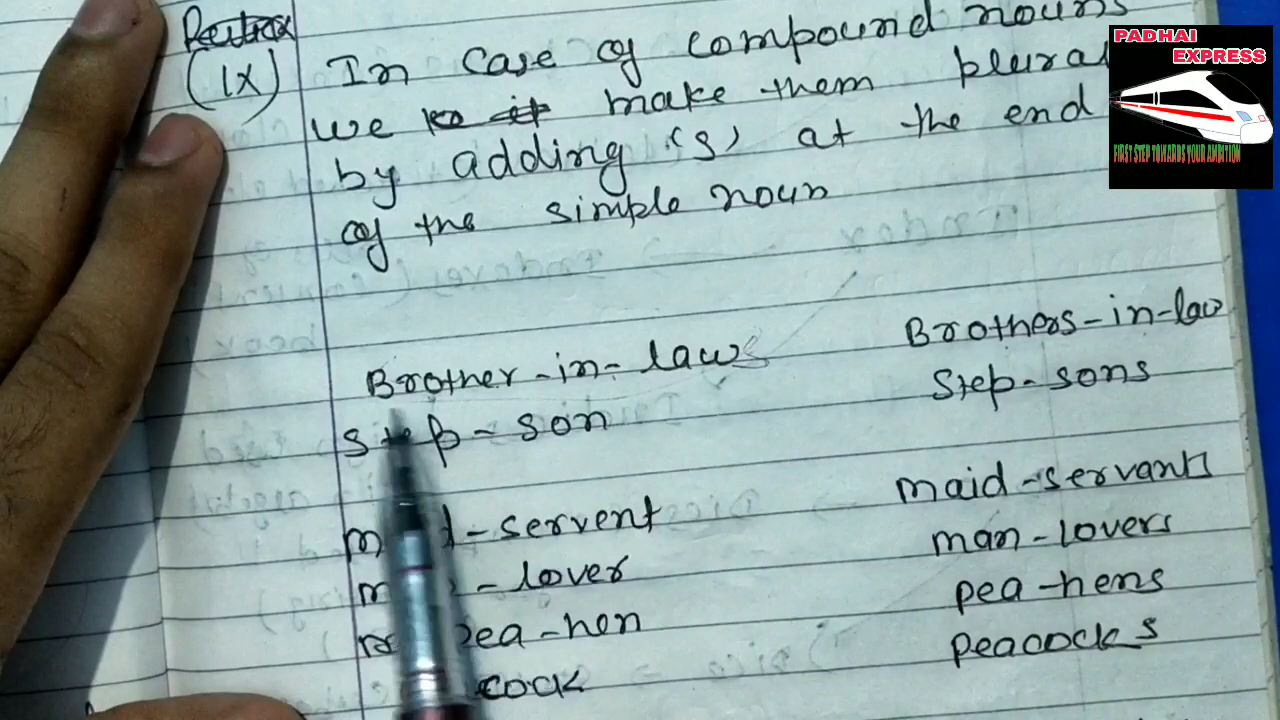 (IX) In case of compound nouns
we make them plural
by adding (s) at the end
of the simple noun
Brother-in-law Brothers-in-law
Step-son Step-sons
-servent maid-servants
-lover man-lovers
Pea-hen pea-hens
cock peacocks
PADHAI
EXPRESS
FIRST STEP TOWARDS YOUR AMBITION